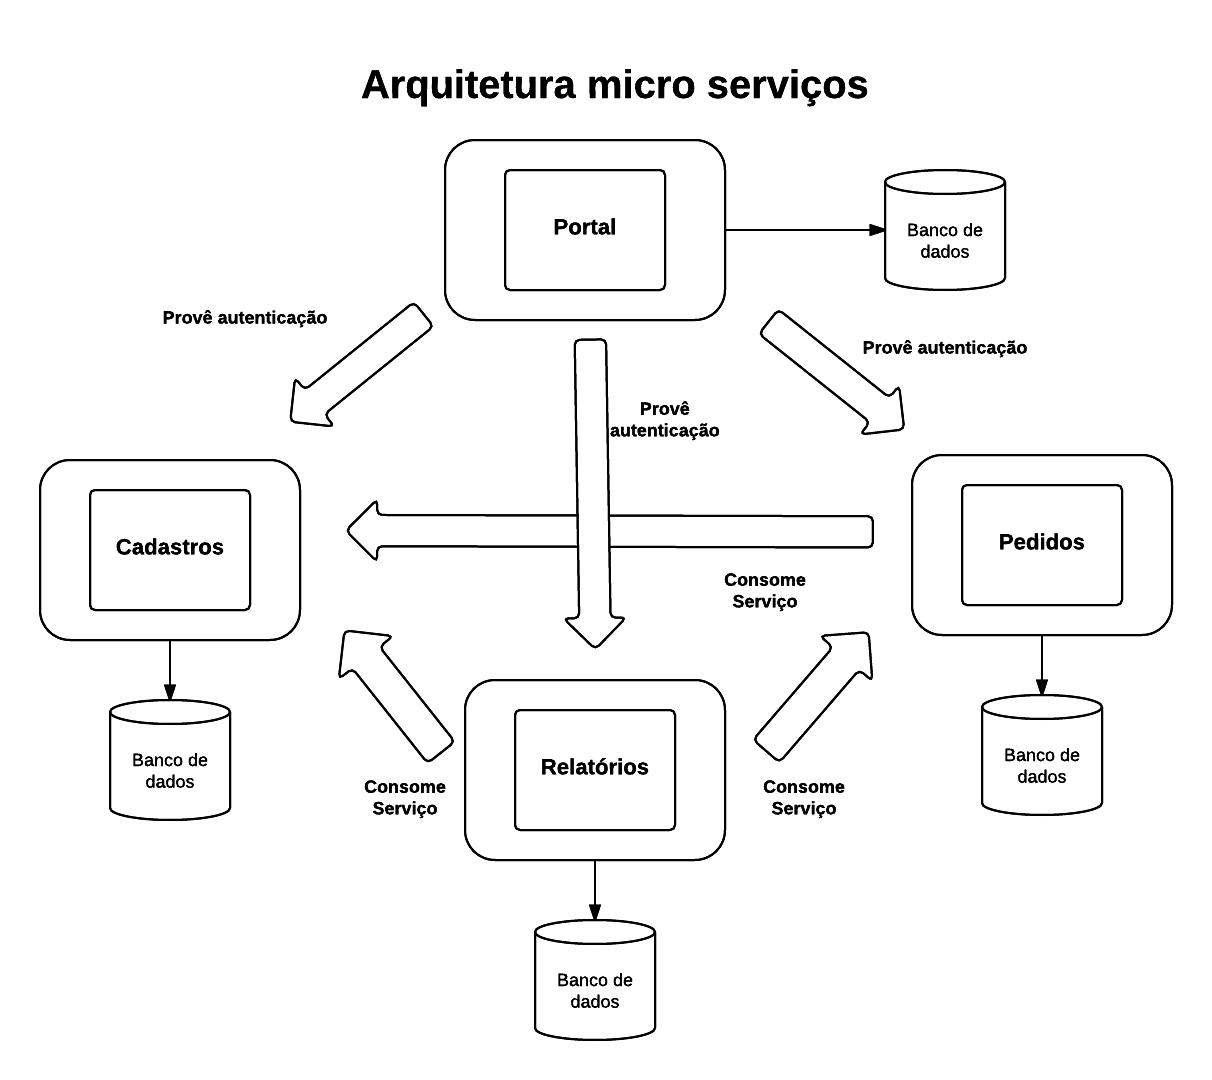 Arquitetura micro serviços
Portal
Banco de
dados
Provê autenticação
Provê autenticação
Provê
autenticação
Cadastros
Pedidos
Consome
Serviço
Banco de
dados
Relatórios
Banco de
dados
Consome
Serviço
Consome
Serviço
Banco de
dados